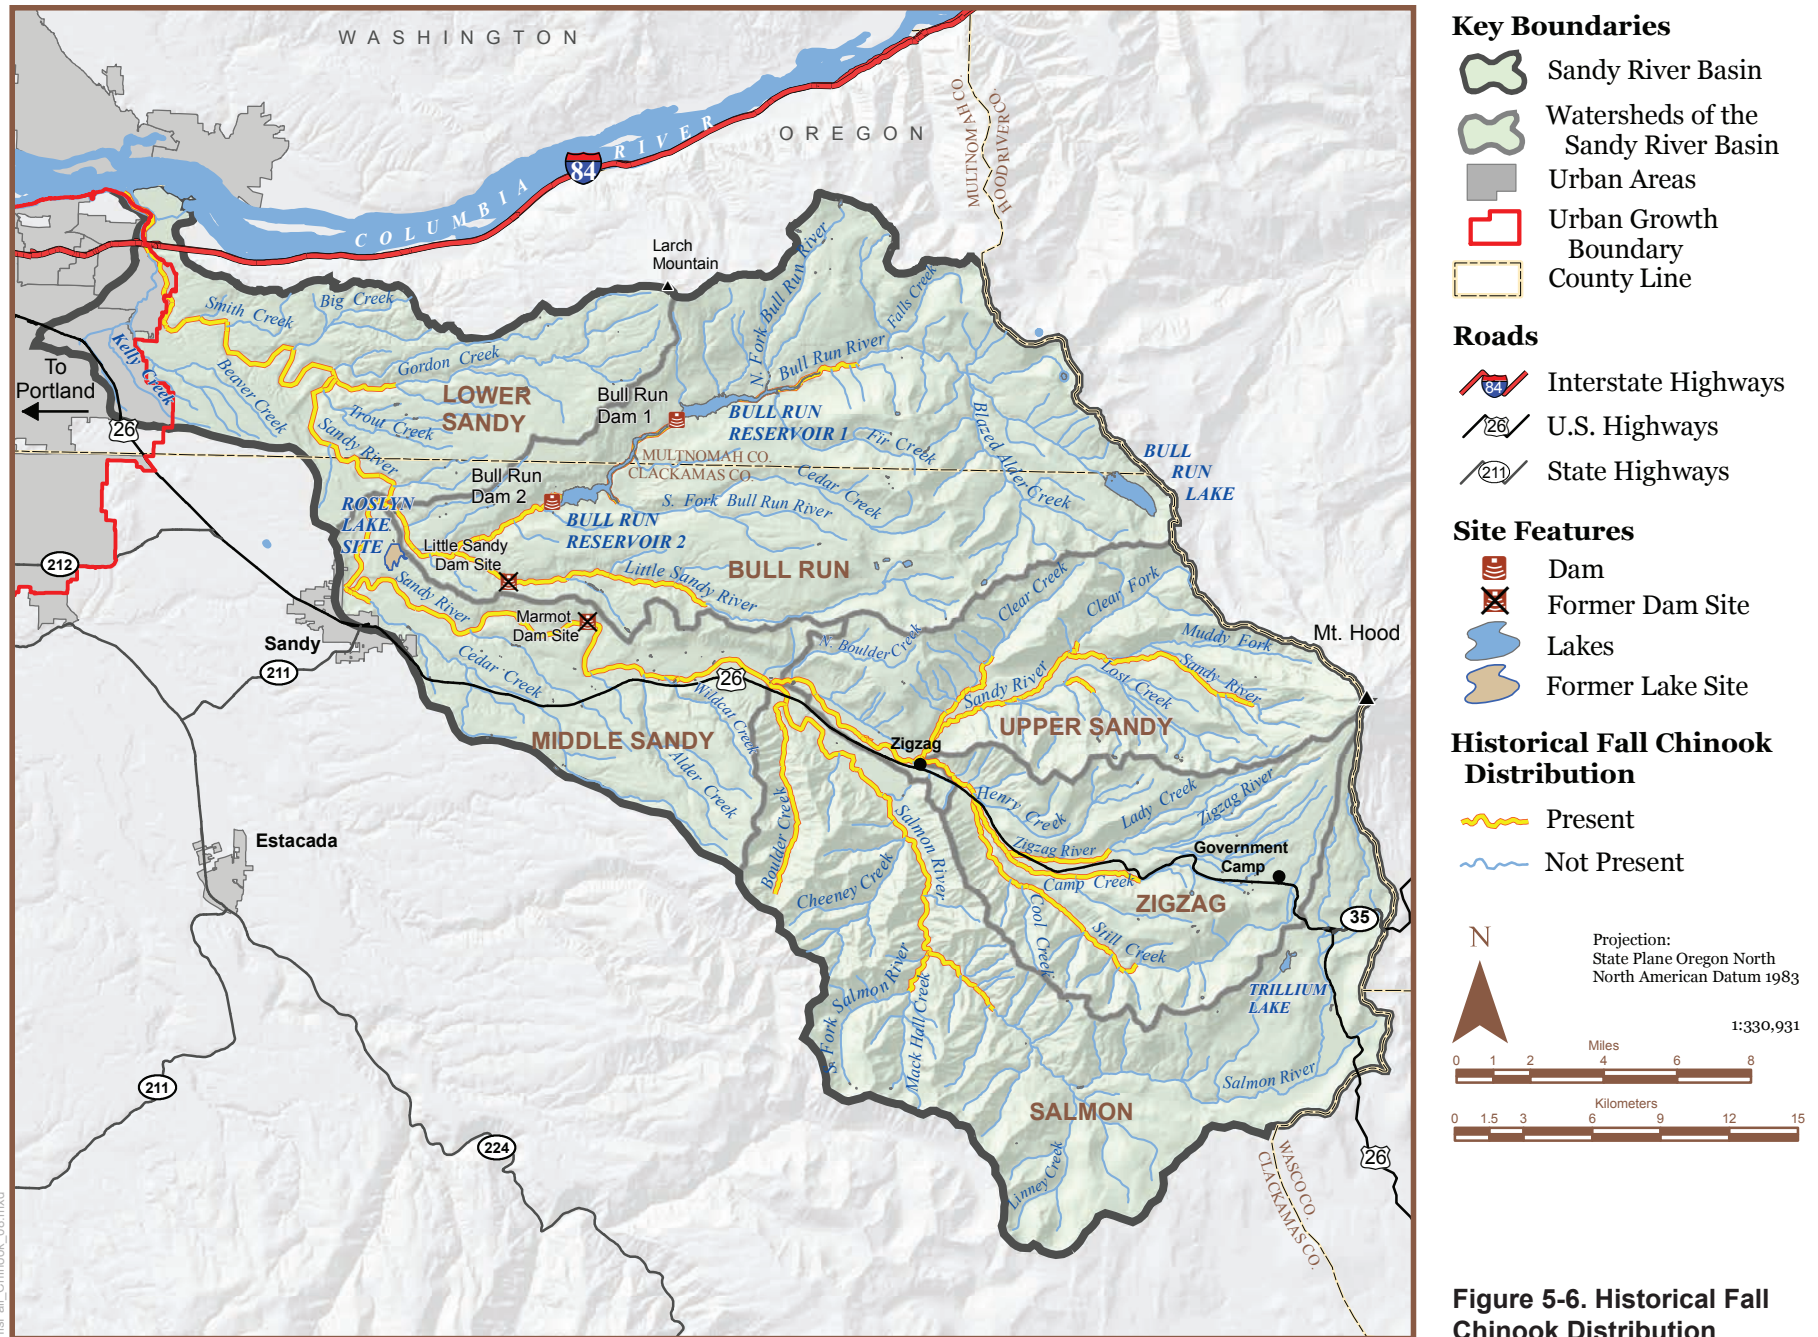 WASHINGTON
OREGON
COLUMBIA RIVER
84
MULTNOMAH CO.
HOOD RIVER CO.
Larch
Mountain
Smith Creek
Big Creek
Gordon Creek
Kelly Creek
Beaver Creek
Trout Creek
Sandy River
LOWER
SANDY
To
Portland
26
N. Fork Bull Run River
Falls Creek
Bull Run River
Bull Run
Dam 1
BULL RUN
RESERVOIR 1
Fir Creek
Blazed Alder Creek
MULTNOMAH CO.
CLACKAMAS CO.
Cedar Creek
S. Fork Bull Run River
BULL
RUN
LAKE
Bull Run
Dam 2
BULL RUN
RESERVOIR 2
ROSLYN
LAKE
SITE
Little Sandy
Dam Site
Little Sandy River
BULL RUN
212
Sandy River
Marmot
Dam Site
Sandy
211
Cedar Creek
Clear Creek
Clear Fork
N. Boulder Creek
Muddy Fork
Mt. Hood
Sandy River
Lost Creek
Sandy River
26
Wildcat Creek
UPPER SANDY
MIDDLE SANDY
Alder Creek
Zigzag
Henry Creek
Lady Creek
Zigzag River
Boulder Creek
Salmon River
Zigzag River
Government
Camp
Camp Creek
ZIGZAG
Cheeney Creek
Cool Creek
Still Creek
35
Estacada
S. Fork Salmon River
Mack Hall Creek
TRILLIUM
LAKE
Salmon River
SALMON
Linney Creek
211
224
26
WASCO CO.
CLACKAMAS CO.
Key Boundaries
Sandy River Basin
Watersheds of the
Sandy River Basin
Urban Areas
Urban Growth
Boundary
County Line
Roads
84
Interstate Highways
26
U.S. Highways
211
State Highways
Site Features
Dam
Former Dam Site
Lakes
Former Lake Site
Historical Fall Chinook
Distribution
Present
Not Present
N
Projection:
State Plane Oregon North
North American Datum 1983
1:330,931
Miles
0 1 2 4 6 8
Kilometers
0 1.5 3 6 9 12 15
Figure 5-6. Historical Fall
Chinook Distribution